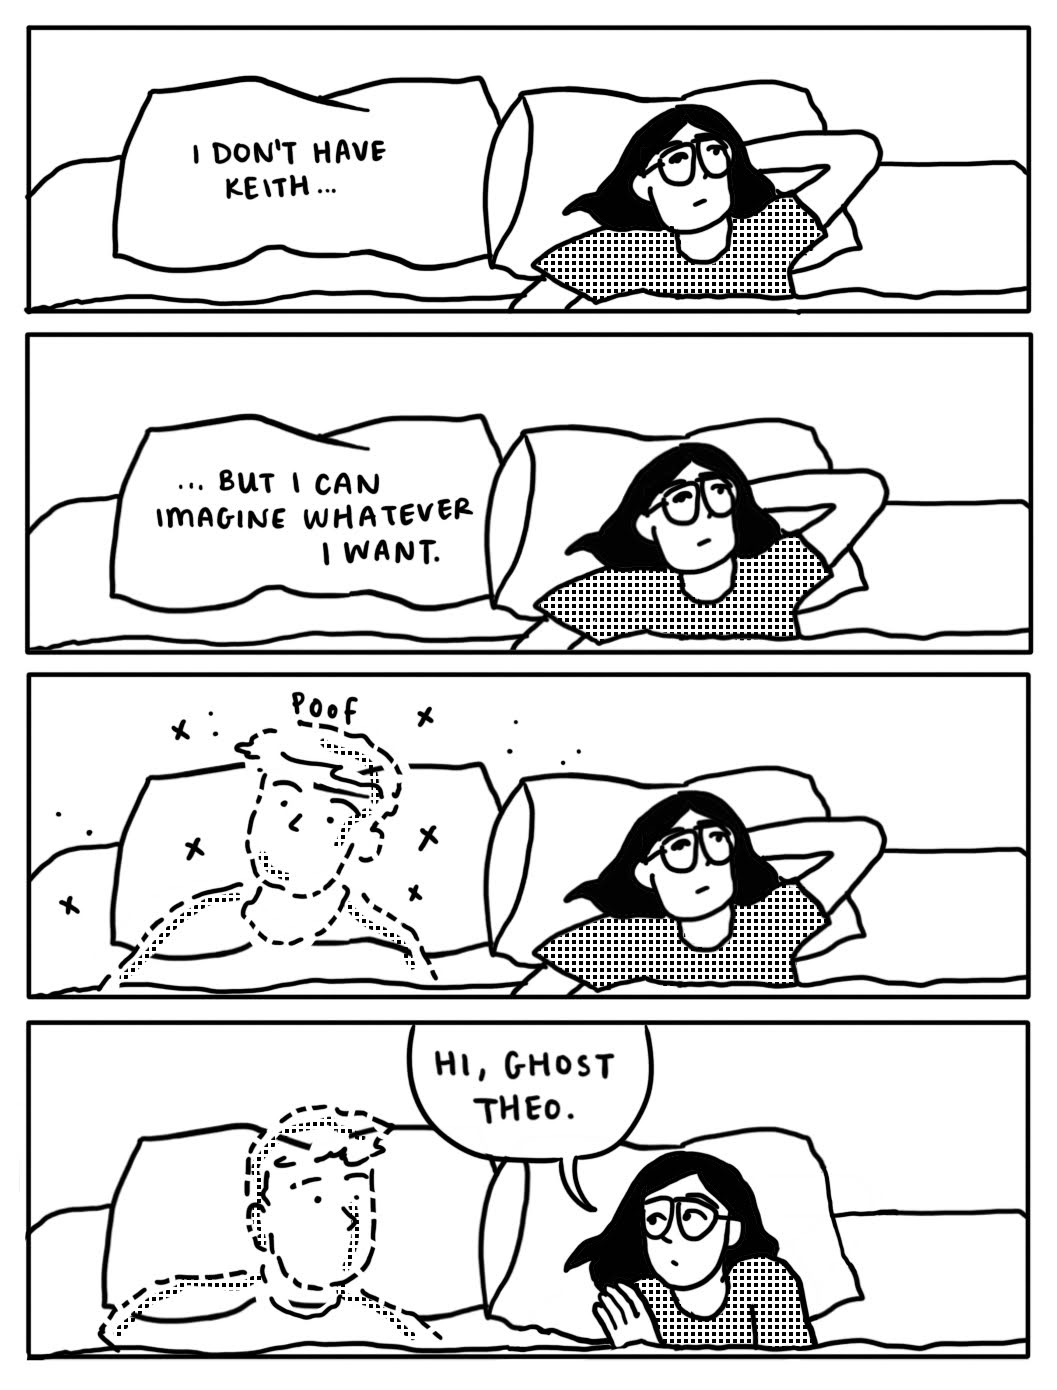 I DON'T HAVE
KEITH...
...BUT I CAN
IMAGINE WHATEVER
I WANT.
POOF
HI, GHOST
THEO.